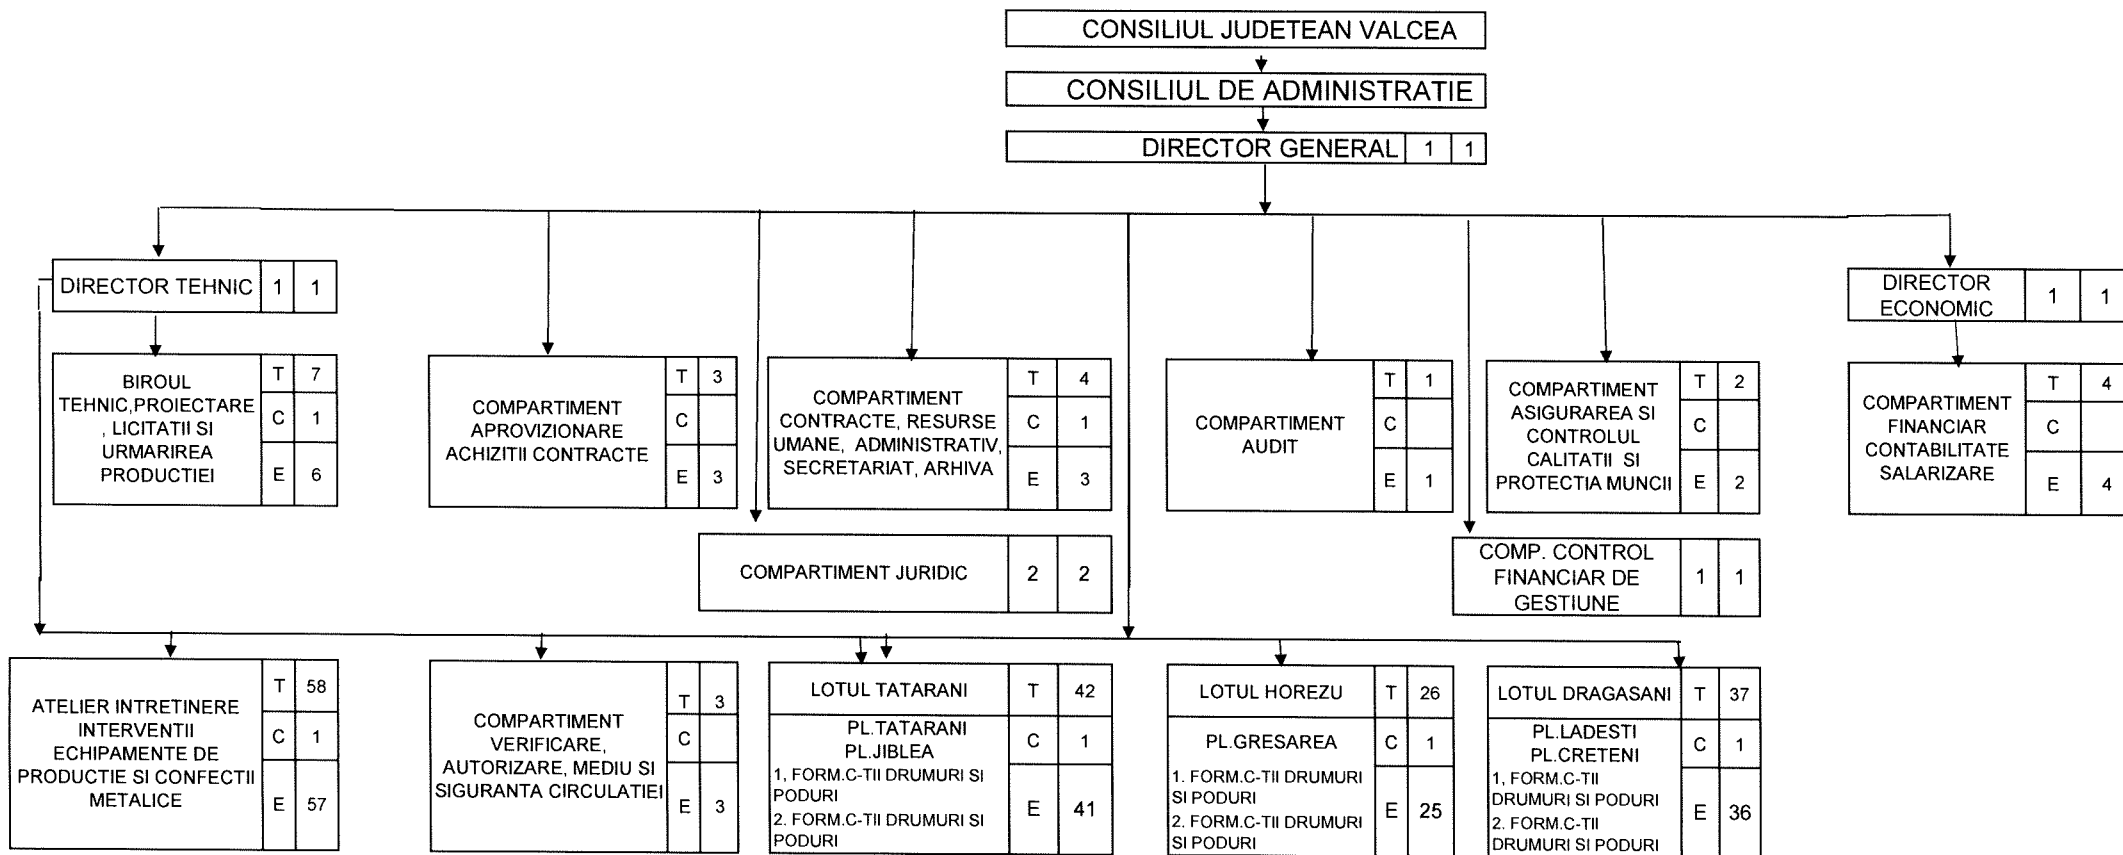 CONSILIUL JUDETEAN VALCEA
CONSILIUL DE ADMINISTRATIE
DIRECTOR GENERAL 1 1
DIRECTOR TEHNIC 1 1
DIRECTOR
ECONOMIC
1 1
BIROUL
TEHNIC,PROIECTARE
, LICITATII SI
URMARIREA
PRODUCTIEI
T 7
C 1
E 6
COMPARTIMENT
APROVIZIONARE
ACHIZITII CONTRACTE
T 3
C
E 3
COMPARTIMENT
CONTRACTE, RESURSE
UMANE, ADMINISTRATIV,
SECRETARIAT, ARHIVA
T 4
C 1
E 3
COMPARTIMENT
AUDIT
T 1
C
E 1
COMPARTIMENT
ASIGURAREA SI
CONTROLUL
CALITATII SI
PROTECTIA MUNCII
T 2
C
E 2
COMPARTIMENT
FINANCIAR
CONTABILITATE
SALARIZARE
T 4
C
E 4
COMPARTIMENT JURIDIC 2 2
COMP. CONTROL
FINANCIAR DE
GESTIUNE
1 1
ATELIER INTRETINERE
INTERVENTII
ECHIPAMENTE DE
PRODUCTIE SI CONFECTII
METALICE
T 58
C 1
E 57
COMPARTIMENT
VERIFICARE,
AUTORIZARE, MEDIU SI
SIGURANTA CIRCULATIEI
T 3
C
E 3
LOTUL TATARANI T 42
PL.TATARANI
PL.JIBLEA
C 1
1, FORM.C-TII DRUMURI SI
PODURI
2. FORM.C-TII DRUMURI SI
PODURI
E 41
LOTUL HOREZU T 26
PL.GRESAREA C 1
1. FORM.C-TII DRUMURI
SI PODURI
2. FORM.C-TII DRUMURI
SI PODURI
E 25
LOTUL DRAGASANI T 37
PL.LADESTI
PL.CRETENI
C 1
1, FORM.C-TII
DRUMURI SI PODURI
2. FORM.C-TII
DRUMURI SI PODURI
E 36